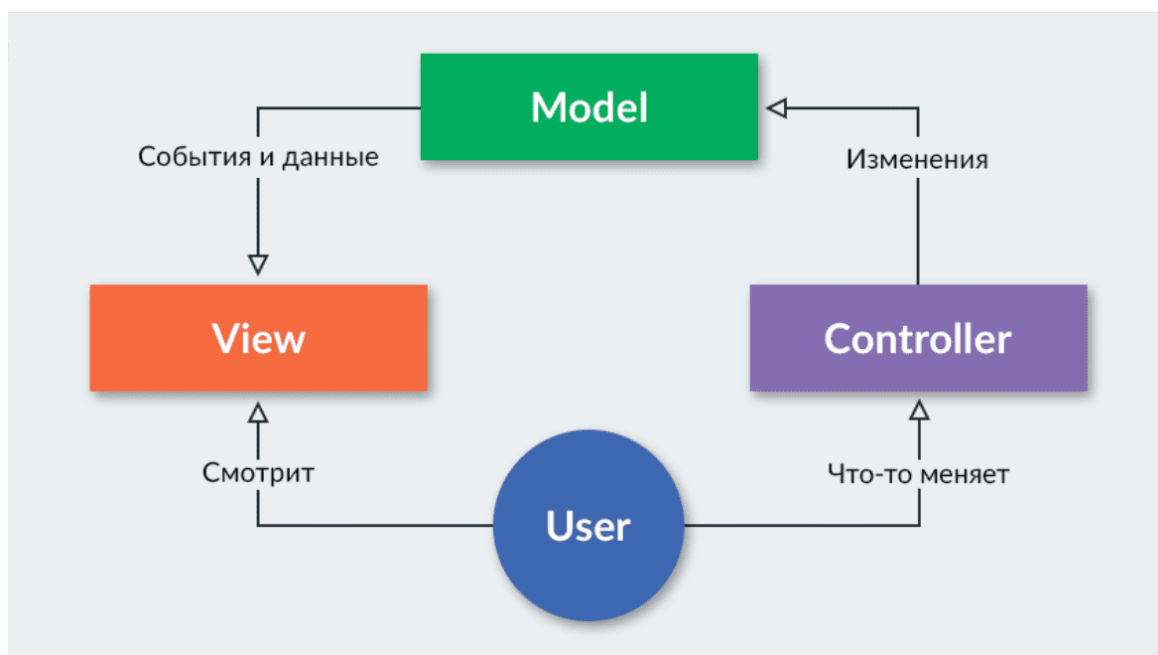 Model
События и данные
Изменения
View
Controller
Смотрит
Что-то меняет
User